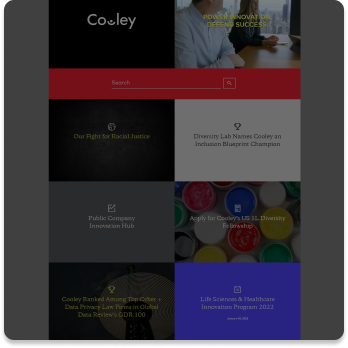 Cooley
POWER INNOVATION
DEFEND SUCCESS
Search
Our Fight for Racial Justice
Diversity Lab Names Cooley an
Inclusion Blueprint Champion
Public Company
Innovation Hub
Apply for Cooley's US 1L Diversity
Fellowship
Cooley Ranked Among Top Cyber +
Data Privacy Law Firms in Global
Data Review's GDR 100
Life Sciences & Healthcare
Innovation Program 2022